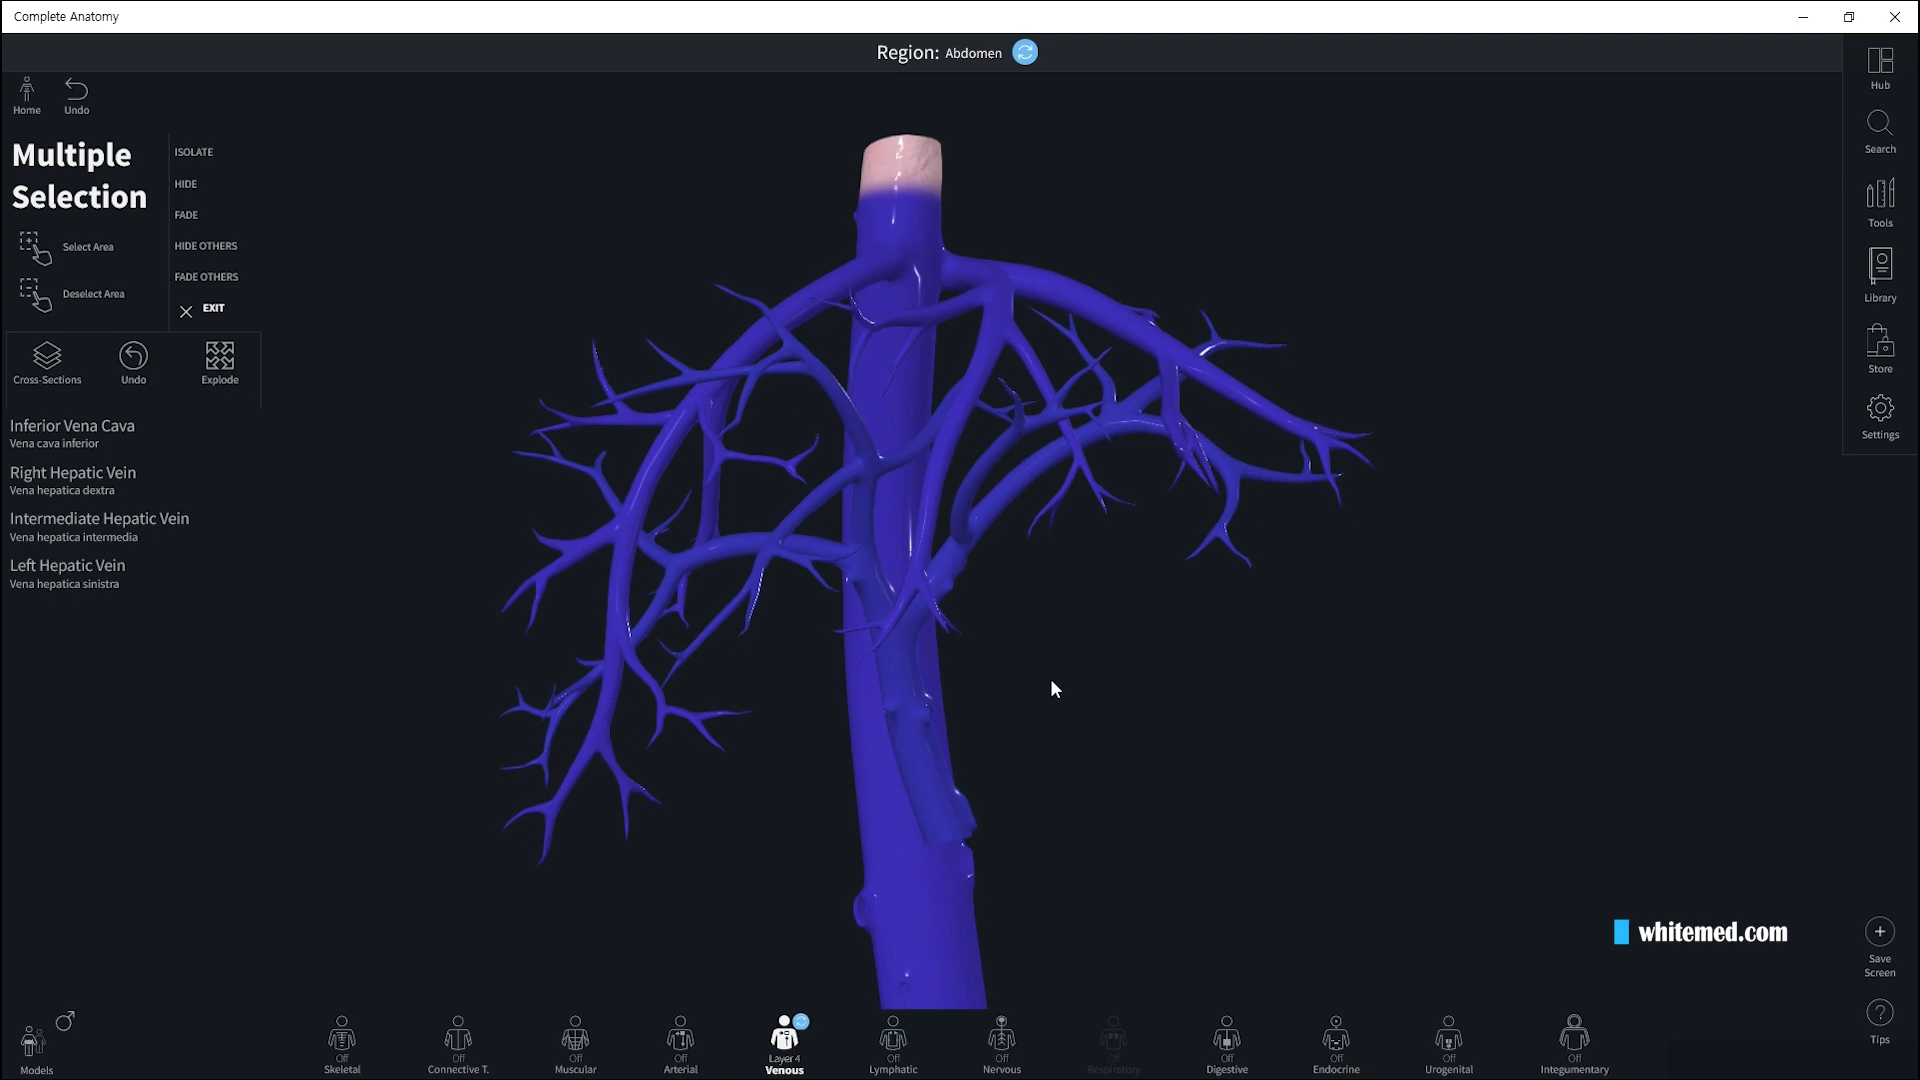 Complete Anatomy
Region: Abdomen
Home
Undo
Multiple
Selection
Select Area
Deselect Area
ISOLATE
HIDE
FADE
HIDE OTHERS
FADE OTHERS
EXIT
Cross-Sections
Undo
Explode
Inferior Vena Cava
Vena cava inferior
Right Hepatic Vein
Vena hepatica dextra
Intermediate Hepatic Vein
Vena hepatica intermedia
Left Hepatic Vein
Vena hepatica sinistra
Hub
Search
Tools
Library
Store
Settings
whitemed.com
Save
Screen
Tips
Models
Off
Skeletal
Off
Connective T.
Off
Muscular
Off
Arterial
Layer 4
Venous
Off
Lymphatic
Off
Nervous
Off
Respiratory
Off
Digestive
Off
Endocrine
Off
Urogenital
Off
Integumentary